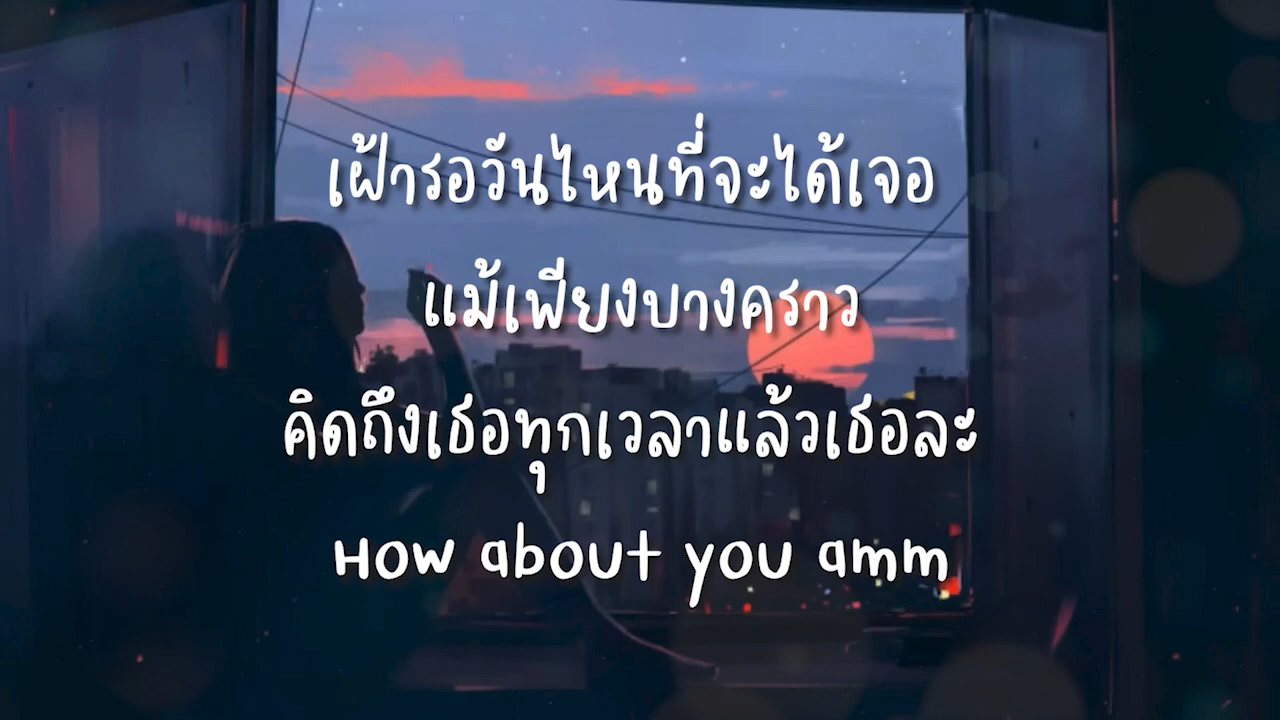 เฝ้ารอวันไหนที่จะได้เจอ
แม้เพียงบางคราว
คิดถึงเธอทุกเวลาแล้วเธอละ
How about you amm